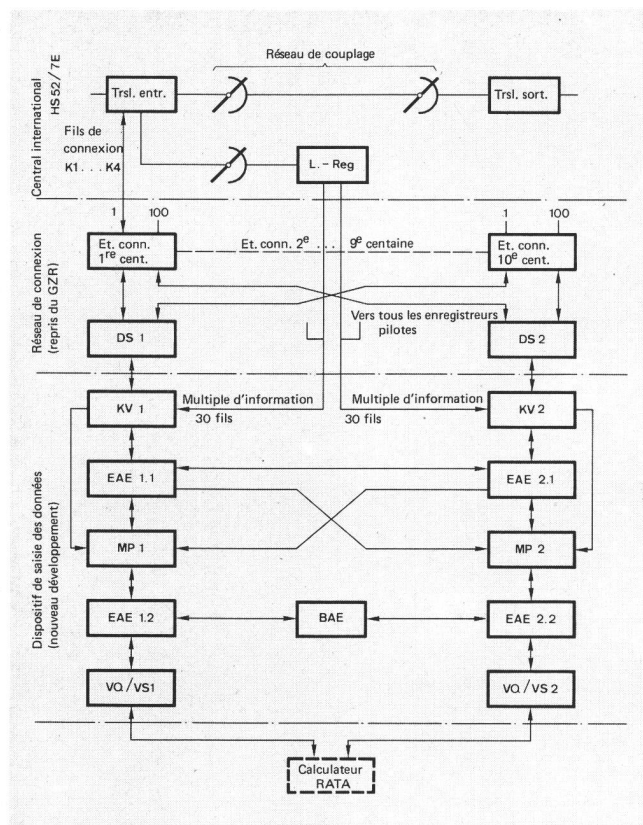 Central international
HS 52/7E
Réseau de couplage
Trsl. entr.
Trsl. sort.
Fils de
connexion
K1 . . . K4
L.-Reg
Réseau de connexion
(repris du GZR)
1
100
1
100
Et. conn.
1re cent.
Et. conn. 2e . . . 9e centaine
Et. conn.
10e cent.
Vers tous les enregistreurs
pilotes
DS 1
DS 2
Dispositif de saisie des données
(nouveau développement)
KV 1
Multiple d'information
30 fils
Multiple d'information
30 fils
KV 2
EAE 1.1
EAE 2.1
MP 1
MP 2
EAE 1.2
BAE
EAE 2.2
VQ/VS1
VQ/VS 2
Calculateur
RATA